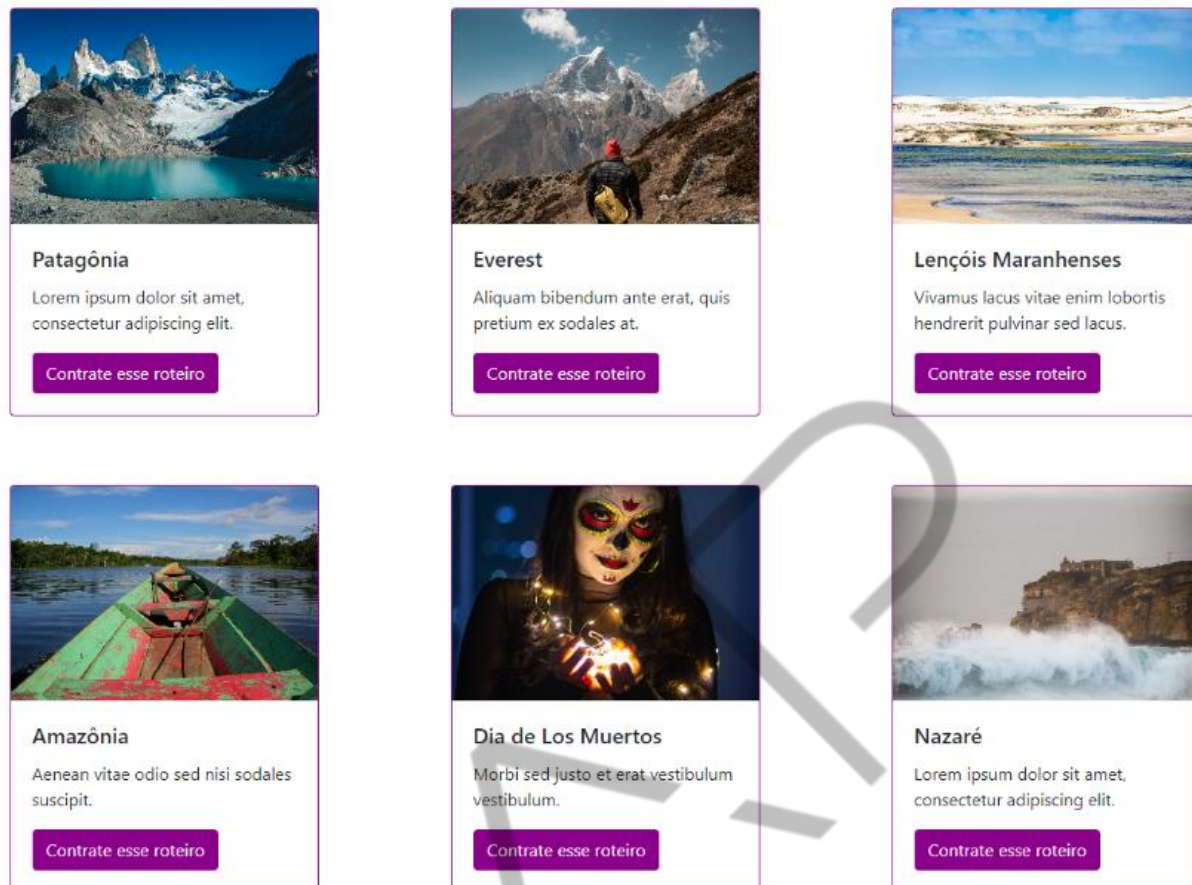 Patagônia
Lorem ipsum dolor sit amet,
consectetur adipiscing elit.
Contrate esse roteiro
Everest
Aliquam bibendum ante erat, quis
pretium ex sodales at.
Contrate esse roteiro
Lençóis Maranhenses
Vivamus lacus vitae enim lobortis
hendrerit pulvinar sed lacus.
Contrate esse roteiro
Amazônia
Aenean vitae odio sed nisi sodales
suscipit.
Contrate esse roteiro
Dia de Los Muertos
Morbi sed justo et erat vestibulum
vestibulum.
Contrate esse roteiro
Nazaré
Lorem ipsum dolor sit amet,
consectetur adipiscing elit.
Contrate esse roteiro